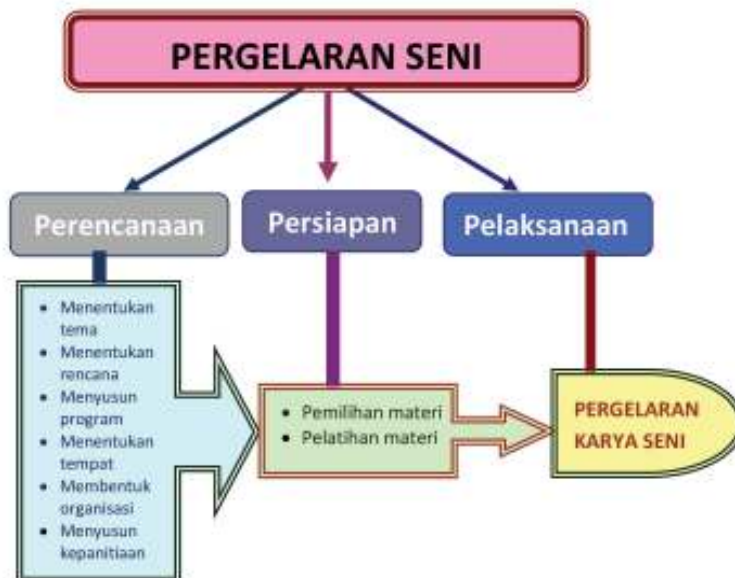 PERGELARAN SENI
Perencanaan
Persiapan
Pelaksanaan
• Menentukan
tema
• Menentukan
rencana
• Menyusun
program
• Menentukan
tempat
• Membentuk
organisasi
• Menyusun
kepanitiaan
• Pemilihan materi
• Pelatihan materi
PERGELARAN
KARYA SENI